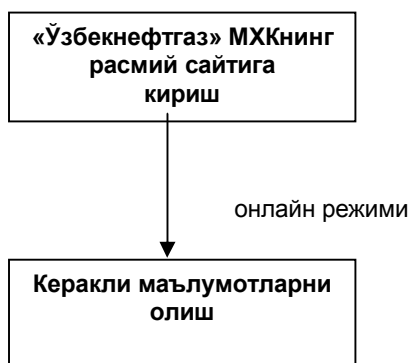 «Ўзбекнефтгаз» МХКнинг
расмий сайтига
кириш
онлайн режими
Керакли маълумотларни
олиш